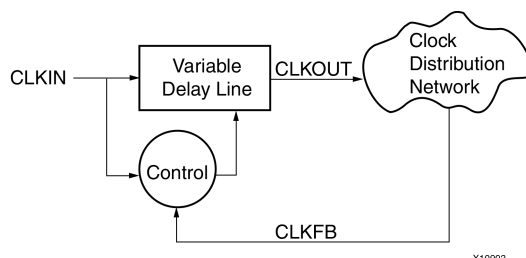 CLKIN
Variable
Delay Line
CLKOUT
Clock
Distribution
Network
Control
CLKFB